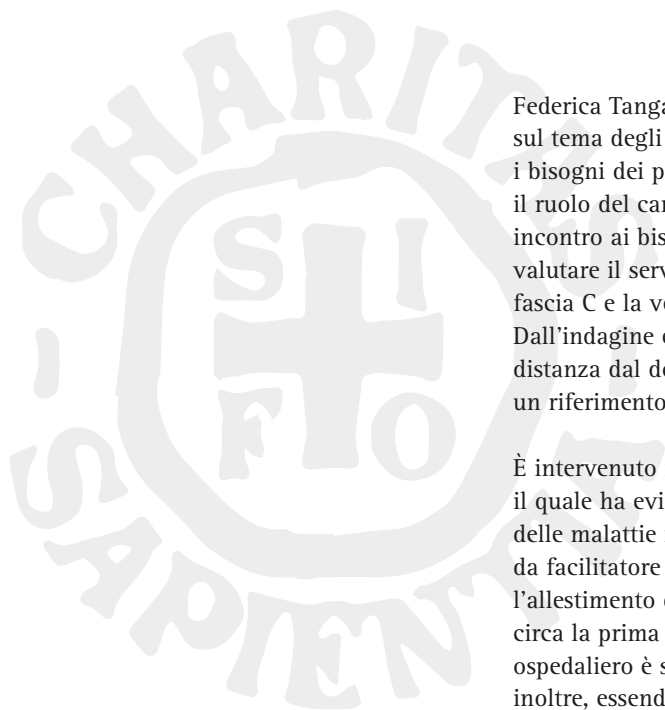 CHARITAS - SAPIENTIA -
S I
F O
Federica Tanga
sul tema degli
i bisogni dei p
il ruolo del car
incontro ai bis
valutare il serv
fascia C e la v
Dall'indagine
distanza dal d
un riferimento
È intervenuto
il quale ha evi
delle malattie
da facilitatore
l'allestimento
circa la prima
ospedaliero è s
inoltre, essend